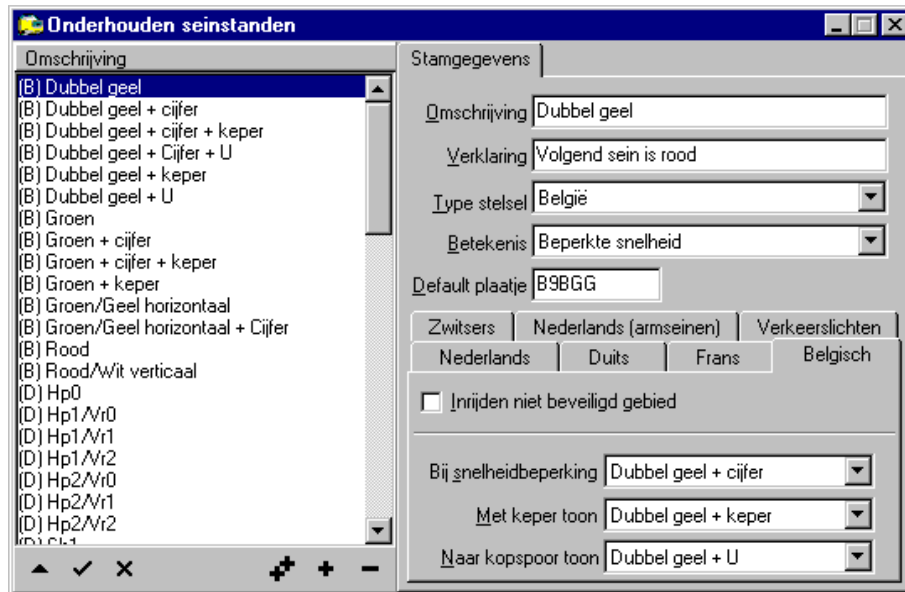 Onderhouden seinstanden
Omschrijving
(B) Dubbel geel
(B) Dubbel geel + cijfer
(B) Dubbel geel + cijfer + keper
(B) Dubbel geel + Cijfer + U
(B) Dubbel geel + keper
(B) Dubbel geel + U
(B) Groen
(B) Groen + cijfer
(B) Groen + cijfer + keper
(B) Groen + keper
(B) Groen/Geel horizontaal
(B) Groen/Geel horizontaal + Cijfer
(B) Rood
(B) Rood/Wit verticaal
(D) Hp0
(D) Hp1/Vr0
(D) Hp1/Vr1
(D) Hp1/Vr2
(D) Hp2/Vr0
(D) Hp2/Vr1
(D) Hp2/Vr2
Stamgegevens
Omschrijving Dubbel geel
Verklaring Volgend sein is rood
Type stelsel België
Betekenis Beperkte snelheid
Default plaatje B9BGG
Zwitsers Nederlands (armseinen) Verkeerslichten
Nederlands Duits Frans Belgisch
Inrijden niet beveiligd gebied
Bij snelheidbeperking Dubbel geel + cijfer
Met keper toon Dubbel geel + keper
Naar kopspoor toon Dubbel geel + U